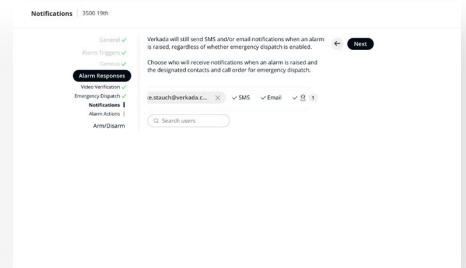 Notifications 3500 19th
General
Alarm Triggers
Verkada will still send SMS and/or email notifications when an alarm
is raised, regardless of whether emergency dispatch is enabled.
Next
Choose who will receive notifications when an alarm is raised and
the designated contacts and call order for emergency dispatch.
Alarm Responses
Video Verification
Emergency Dispatch
Notifications
Alarm Actions
Arm/Disarm
e.stauch@verkada.c... SMS Email 1
Search users